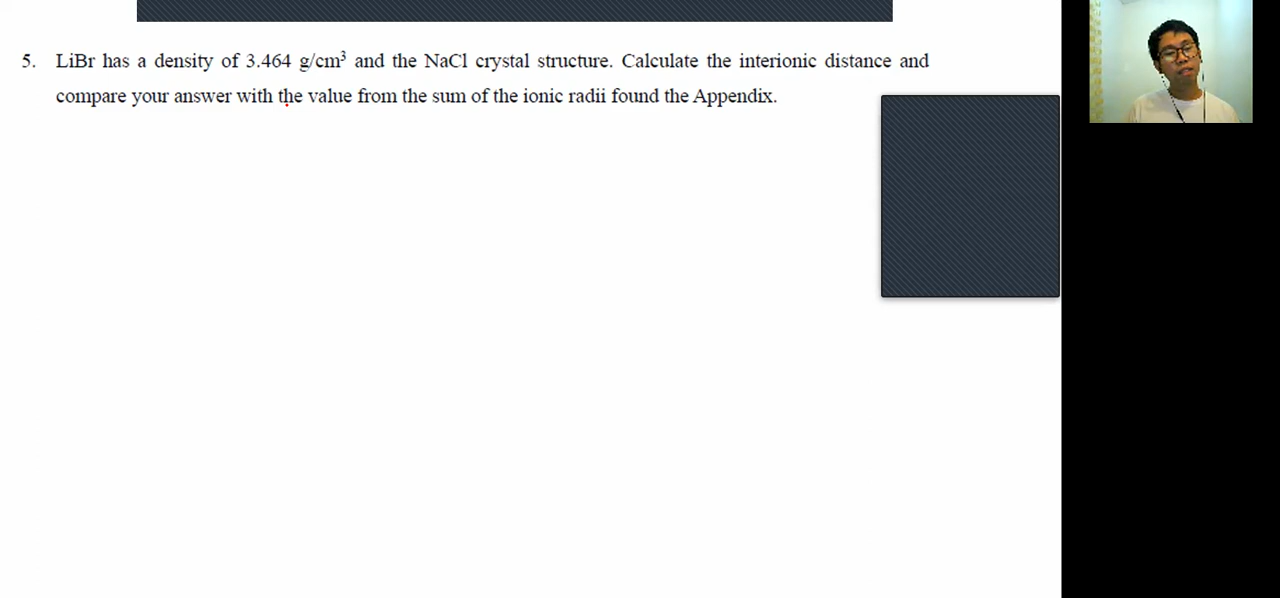 5. LiBr has a density of 3.464 g/cm³ and the NaCl crystal structure. Calculate the interionic distance and
compare your answer with the value from the sum of the ionic radii found the Appendix.